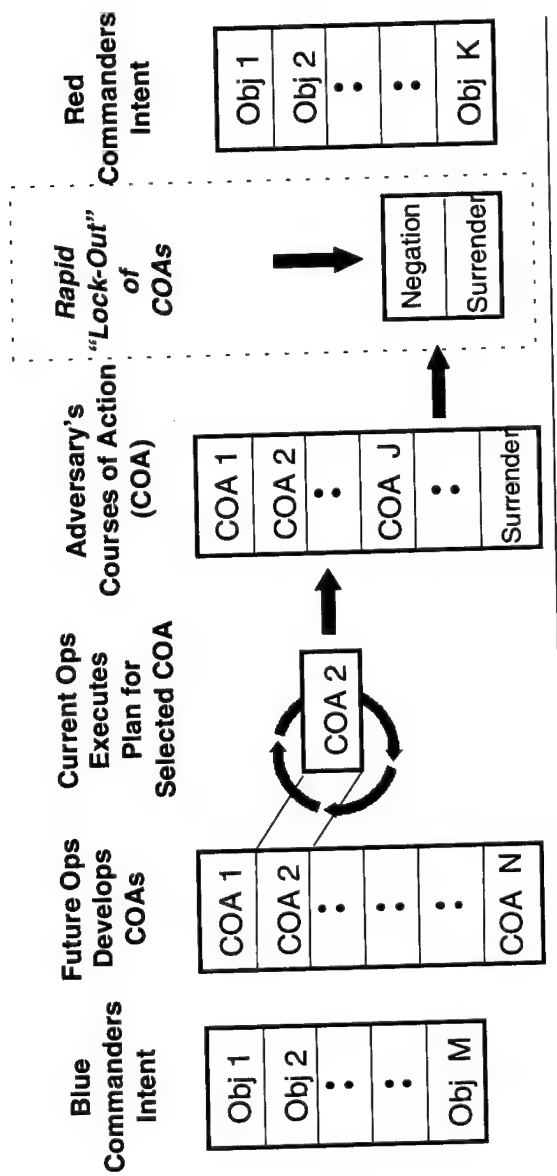 Blue
Commanders
Intent
Obj 1
Obj 2
:
:
Obj M
Future Ops
Develops
COAs
COA 1
COA 2
:
:
:
COA N
Current Ops
Executes
Plan for
Selected COA
COA 2
Adversary's
Courses of Action
(COA)
COA 1
COA 2
:
COA J
:
Surrender
Rapid
“Lock-Out”
of
COAs
Negation
Surrender
Red
Commanders
Intent
Obj 1
Obj 2
:
:
Obj K